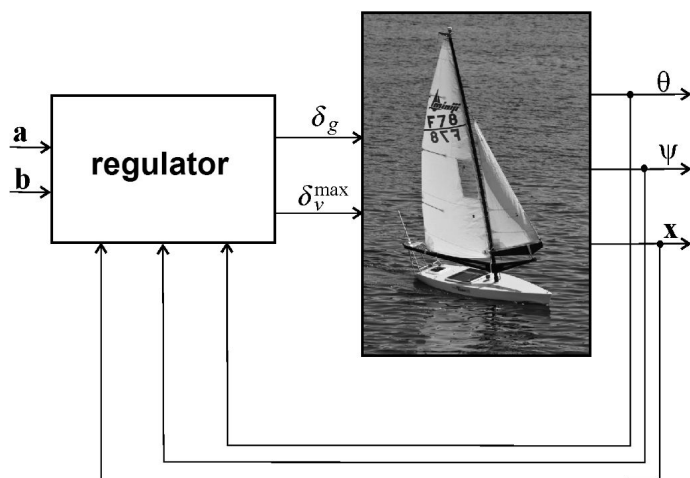 θ
δ_g
F78
a
ψ
regulator
b
δ_v^max
x